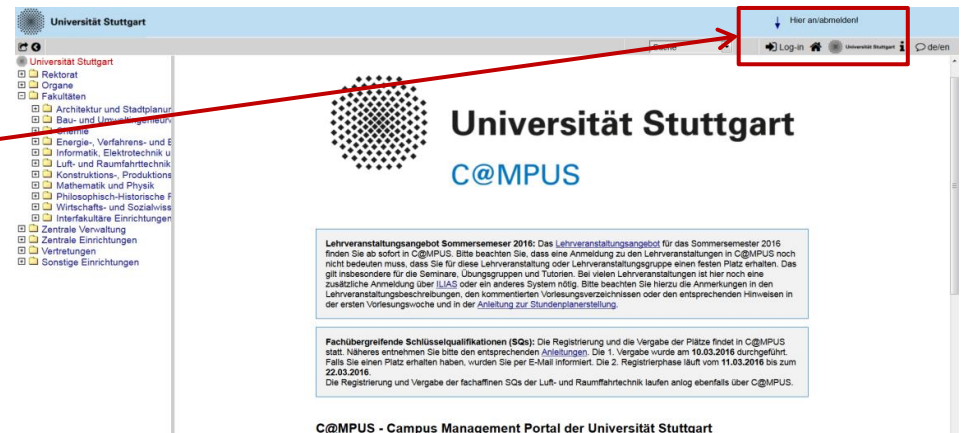 Universität Stuttgart
Hier an/abmelden!
Log-in
Universität Stuttgart
de/en
Universität Stuttgart
Rektorat
Organe
Fakultäten
Architektur und Stadtplanun
Bau- und
Chemie
Energie-, Verfahrens- und B
Informatik, Elektrotechnik u
Luft- und Raumfahrttechnik
Konstruktions-, Produktions
Mathematik und Physik
Philosophisch-Historische F
Wirtschafts- und Sozialwiss
Interfakultäre Einrichtungen
Zentrale Verwaltung
Zentrale Einrichtungen
Vertretungen
Sonstige Einrichtungen
Universität Stuttgart
C@MPUS
Lehrveranstaltungsangebot Sommersemeser 2016: Das Lehrveranstaltungsangebot für das Sommersemester 2016
finden Sie ab sofort in C@MPUS. Bitte beachten Sie, dass eine Anmeldung zu den Lehrveranstaltungen in C@MPUS noch
nicht bedeuten muss, dass Sie für diese Lehrveranstaltung oder Lehrveranstaltungsgruppe einen festen Platz erhalten. Das
gilt insbesondere für die Seminare, Übungsgruppen und Tutorien. Bei vielen Lehrveranstaltungen ist hier noch eine
zusätzliche Anmeldung über ILIAS oder ein anderes System nötig. Bitte beachten Sie hierzu die Anmerkungen in den
Lehrveranstaltungsbeschreibungen, den kommentierten Vorlesungsverzeichnissen oder den entsprechenden Hinweisen in
der ersten Vorlesungswoche und in der Anleitung zur Stundenplanerstellung.
Fachübergreifende Schlüsselqualifikationen (SQs): Die Registrierung und die Vergabe der Plätze findet in C@MPUS
statt. Näheres entnehmen Sie bitte den entsprechenden Anleitungen. Die 1. Vergabe wurde am 10.03.2016 durchgeführt.
Falls Sie einen Platz erhalten haben, wurden Sie per E-Mail informiert. Die 2. Registrierphase läuft vom 11.03.2016 bis zum
22.03.2016.
Die Registrierung und Vergabe der fachaffinen SQs der Luft- und Raumffahrtechnik laufen anlog ebenfalls über C@MPUS.
C@MPUS - Campus Management Portal der Universität Stuttgart